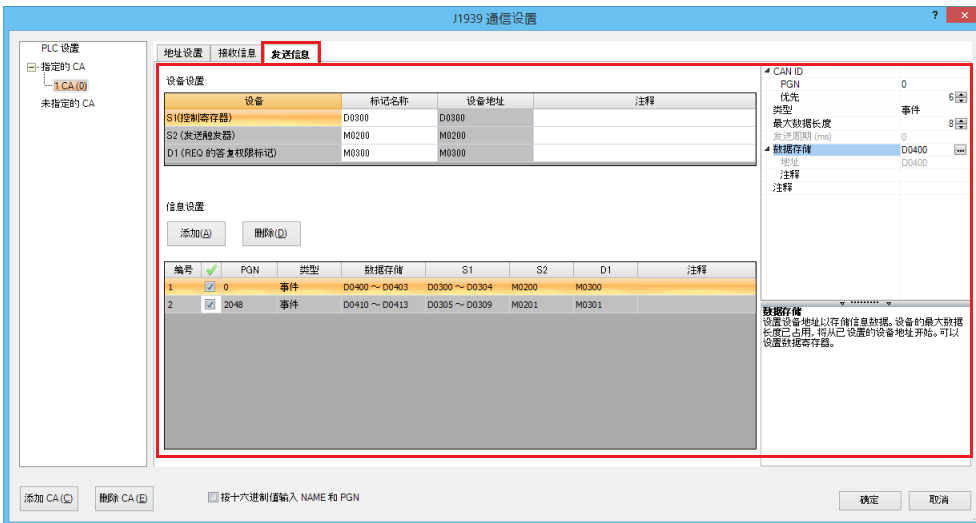 J1939 通信设置
?
×
PLC 设置
指定的 CA
1 CA (0)
未指定的 CA
地址设置 接收信息 发送信息
设备设置:
设备 标记名称 设备地址 注释
S1(控制寄存器) D0300 D0300
S2 (发送触发器) M0200 M0200
D1 (REQ 的答复权限标记) M0300 M0300
信息设置:
添加(A) 删除(D)
编号 PGN 类型 数据存储 S1 S2 D1 注释
1 0 事件 D0400 ～ D0403 D0300 ～ D0304 M0200 M0300
2 2048 事件 D0410 ～ D0413 D0305 ～ D0309 M0201 M0301
CAN ID
PGN 0
优先 6
类型 事件
最大数据长度 8
发送周期 (ms) 0
数据存储 D0400 ...
地址 D0400
注释
注释
数据存储
设置设备地址以存储信息数据。设备的最大数据
长度已占用, 将从已设置的设备地址开始。可以
设置数据寄存器。
添加 CA (C) 删除 CA (E) 按十六进制值输入 NAME 和 PGN 确定 取消